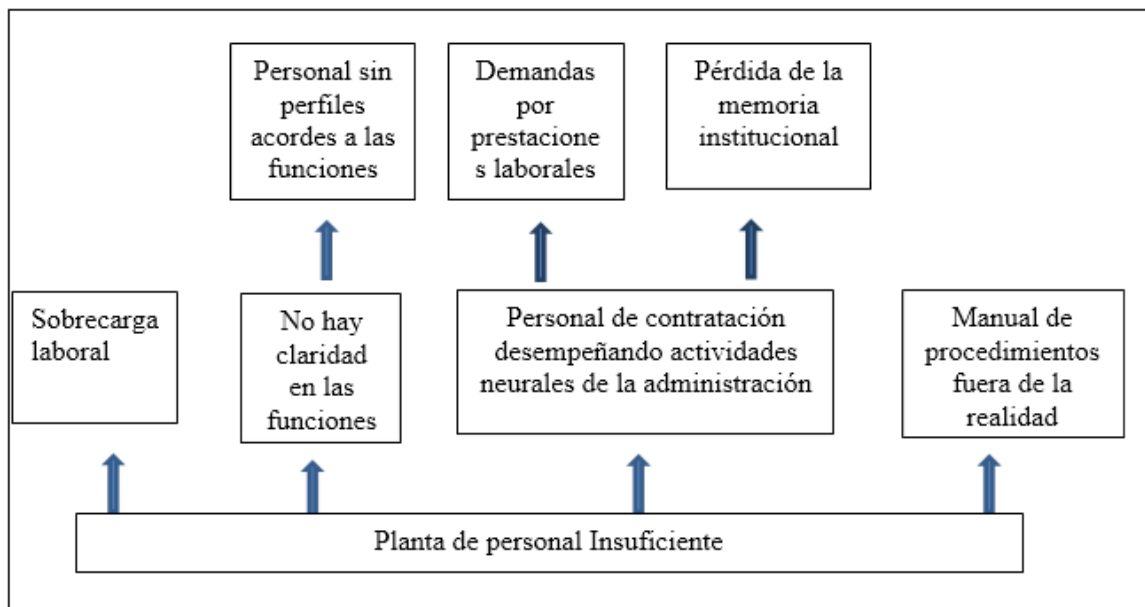 Personal sin
perfiles
acordes a las
funciones
Demandas
por
prestacione
s laborales
Pérdida de la
memoria
institucional
Sobrecarga
laboral
No hay
claridad
en las
funciones
Personal de contratación
desempeñando actividades
neurales de la administración
Manual de
procedimientos
fuera de la
realidad
Planta de personal Insuficiente